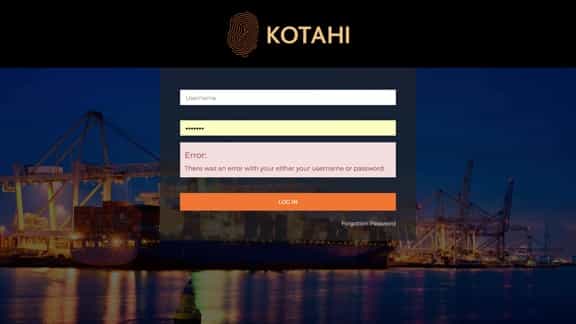 KOTAHI
Username
•••••••
Error:
There was an error with your either your username or password
LOG IN
Forgotten Password